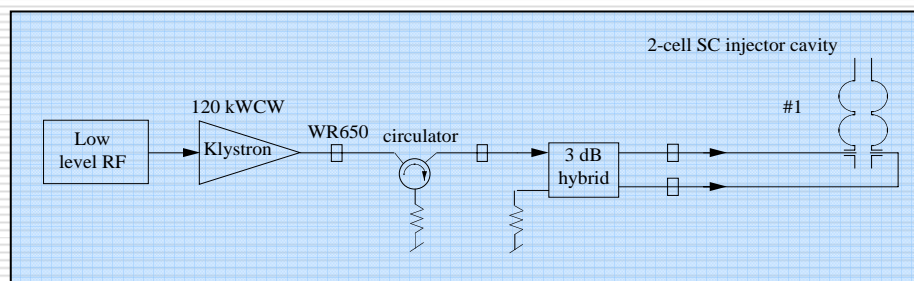 2-cell SC injector cavity
#1
120 kWCW
WR650
circulator
Low
level RF
Klystron
3 dB
hybrid